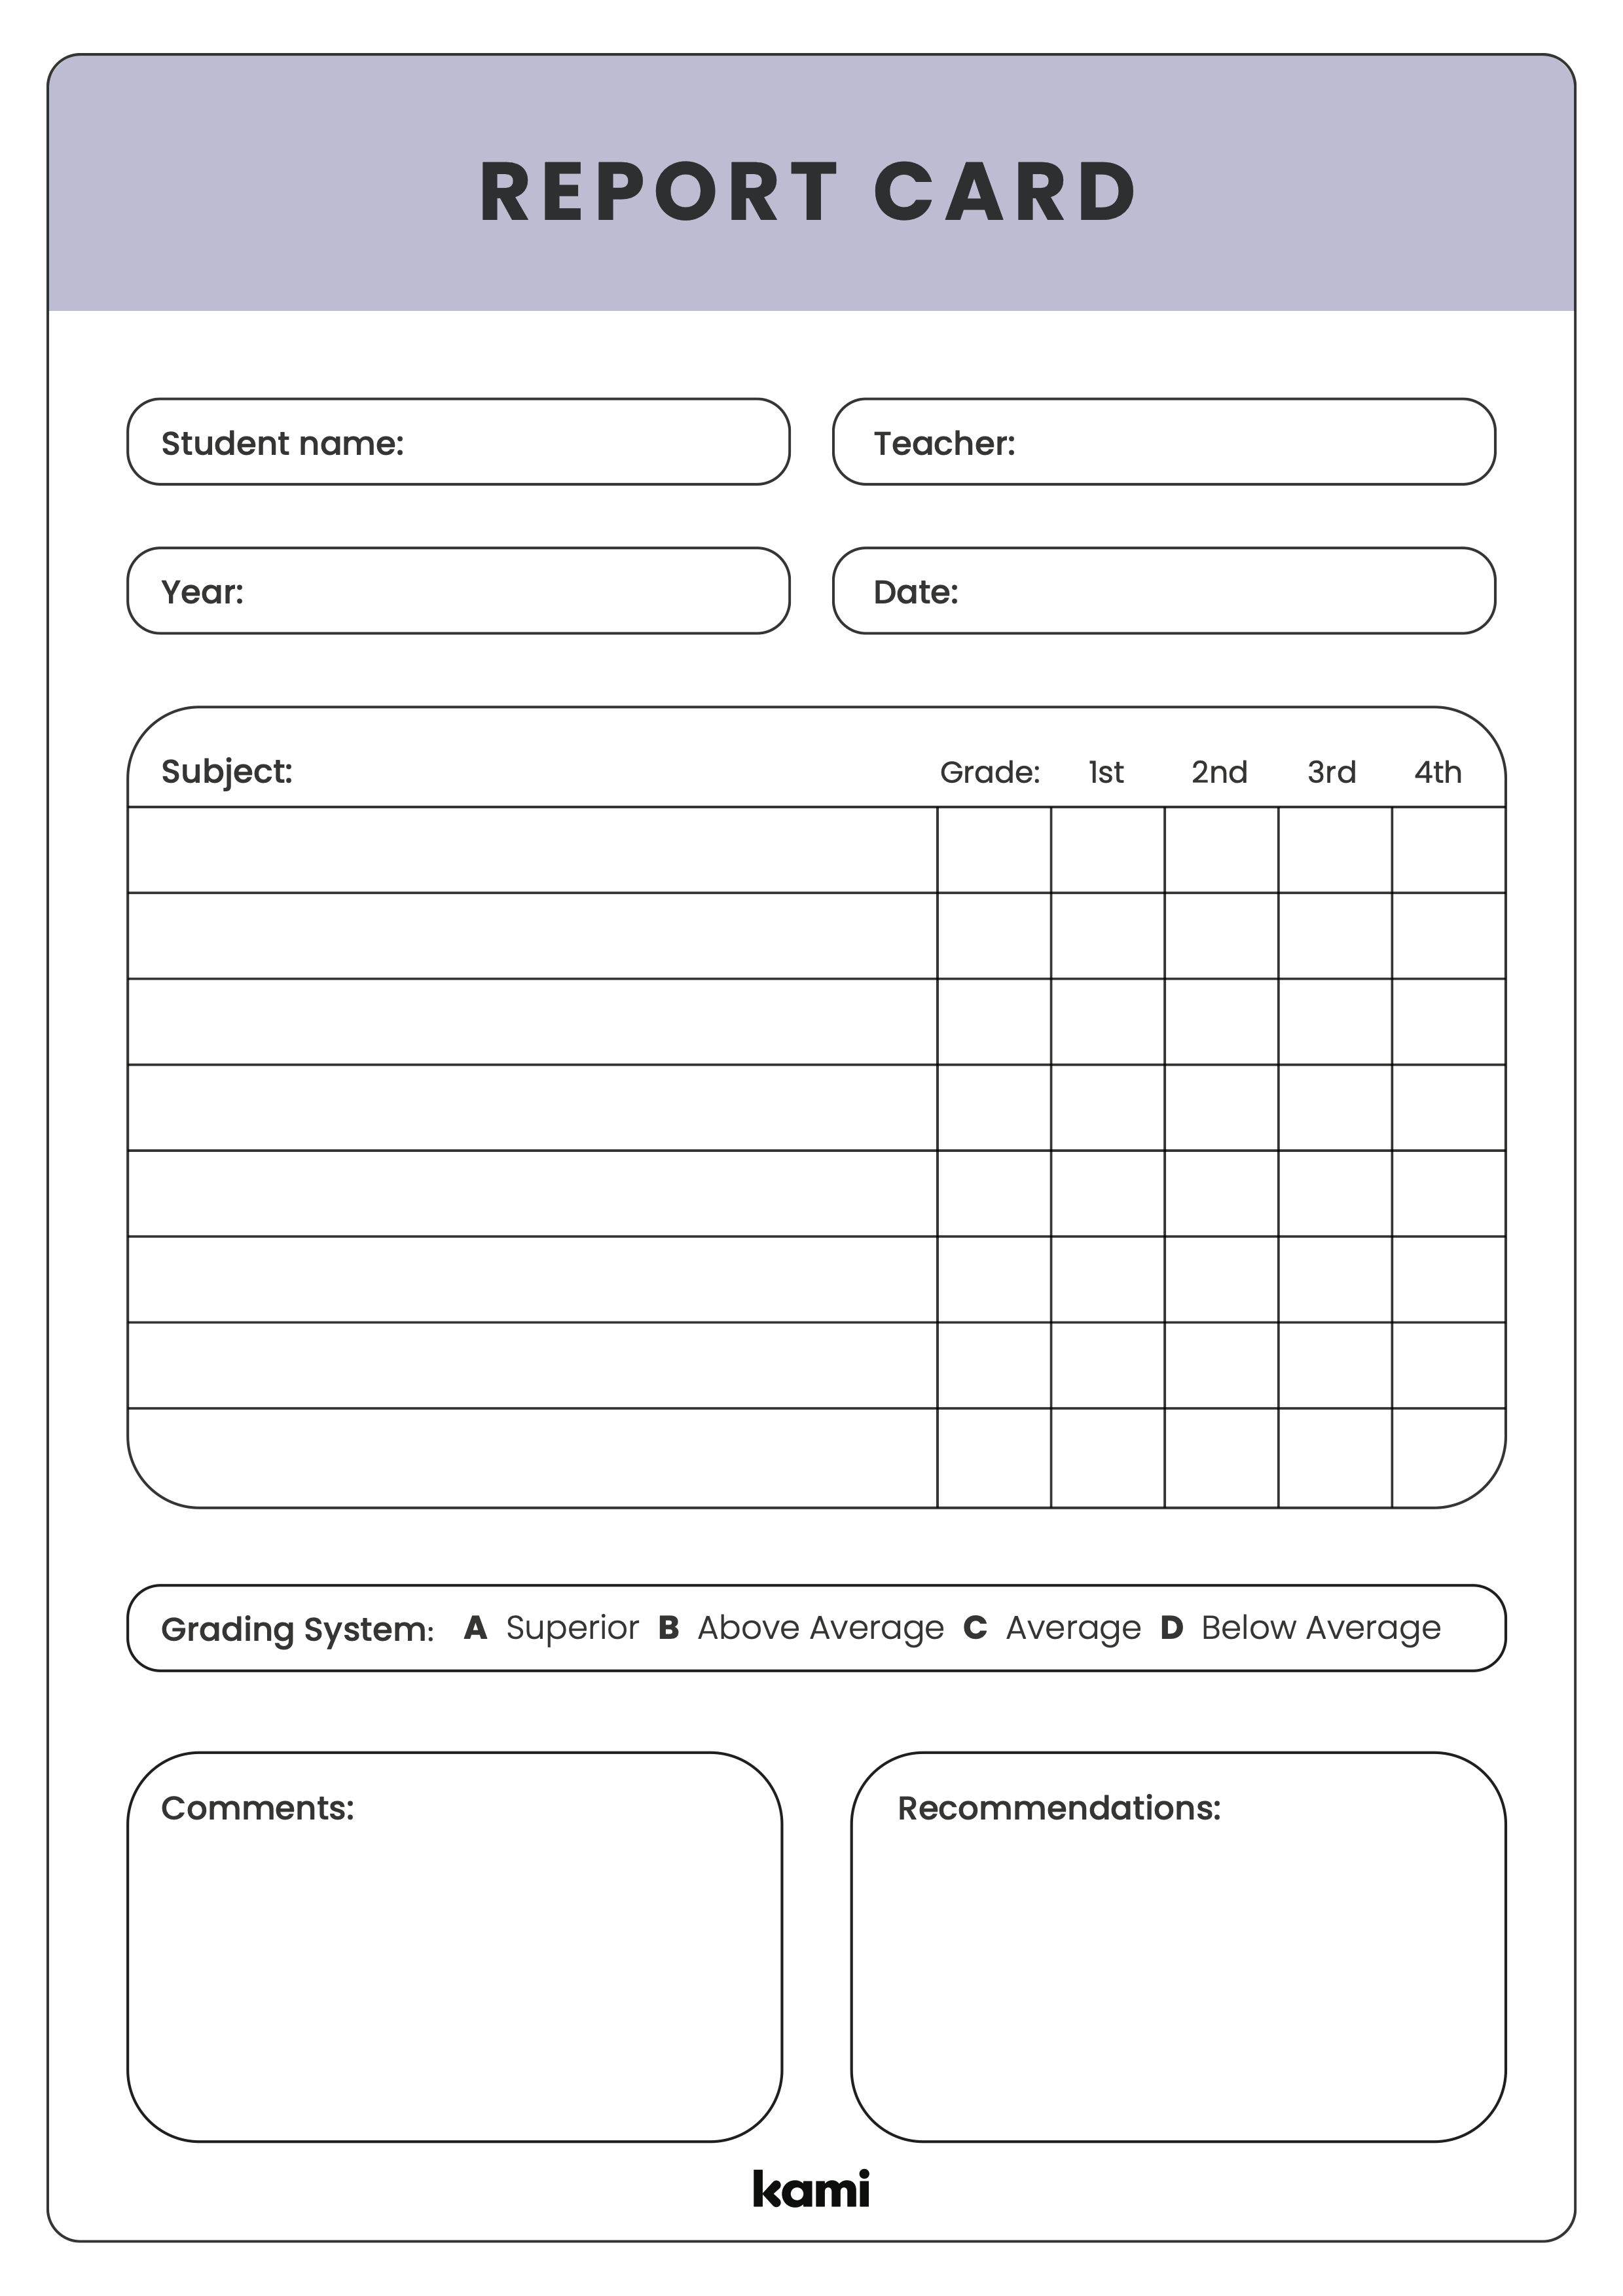 REPORT CARD
Student name:
Teacher:
Year:
Date:
Subject: Grade: 1st 2nd 3rd 4th
Grading System: A Superior B Above Average C Average D Below Average
Comments:
Recommendations:
kami